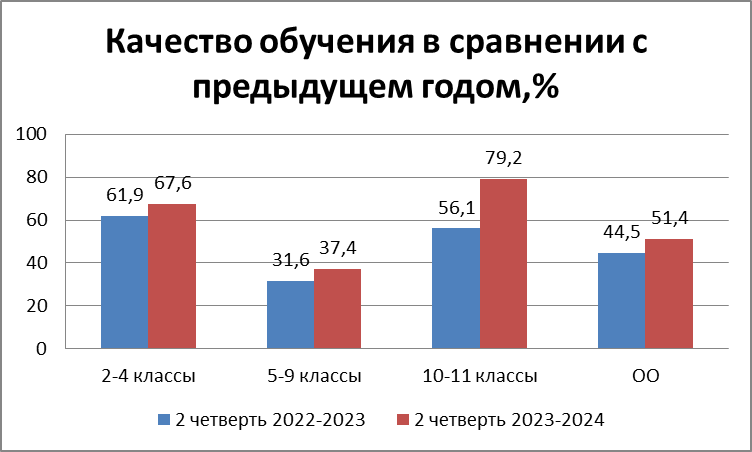 Качество обучения в сравнении с
предыдущем годом,%
100
80
60
40
20
0
61,9
67,6
31,6
37,4
56,1
79,2
44,5
51,4
2-4 классы
5-9 классы
10-11 классы
ОО
2 четверть 2022-2023
2 четверть 2023-2024